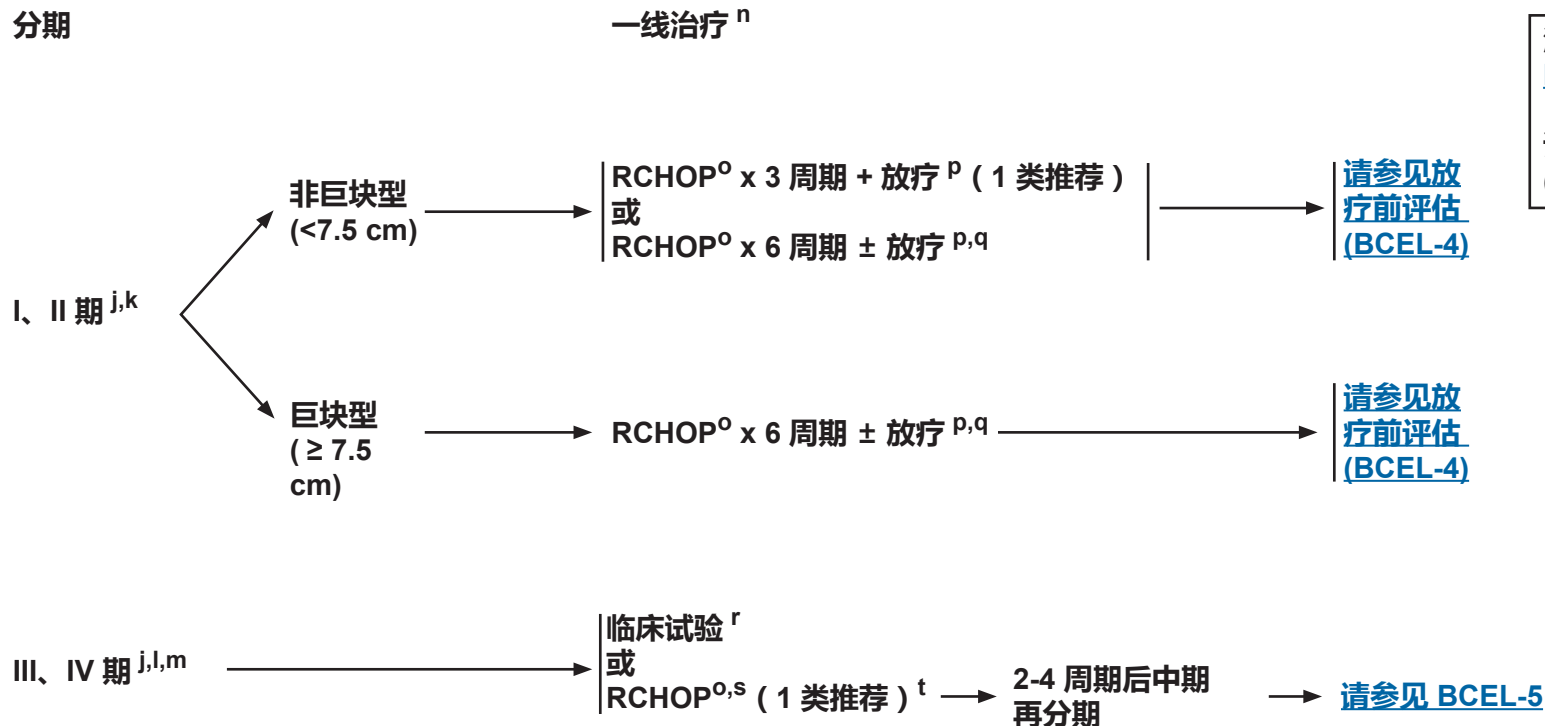 分期
一线治疗 n
非巨块型
(<7.5 cm)
RCHOPo x 3 周期 + 放疗 p ( 1 类推荐 )
或
RCHOPo x 6 周期 ± 放疗 p,q
请参见放
疗前评估
(BCEL-4)
I、II 期 j,k
巨块型
( ≥ 7.5
cm)
RCHOPo x 6 周期 ± 放疗 p,q
请参见放
疗前评估
(BCEL-4)
III、IV 期 j,l,m
临床试验 r
或
RCHOPo,s ( 1 类推荐 ) t
2-4 周期后中期
再分期
请参见 BCEL-5